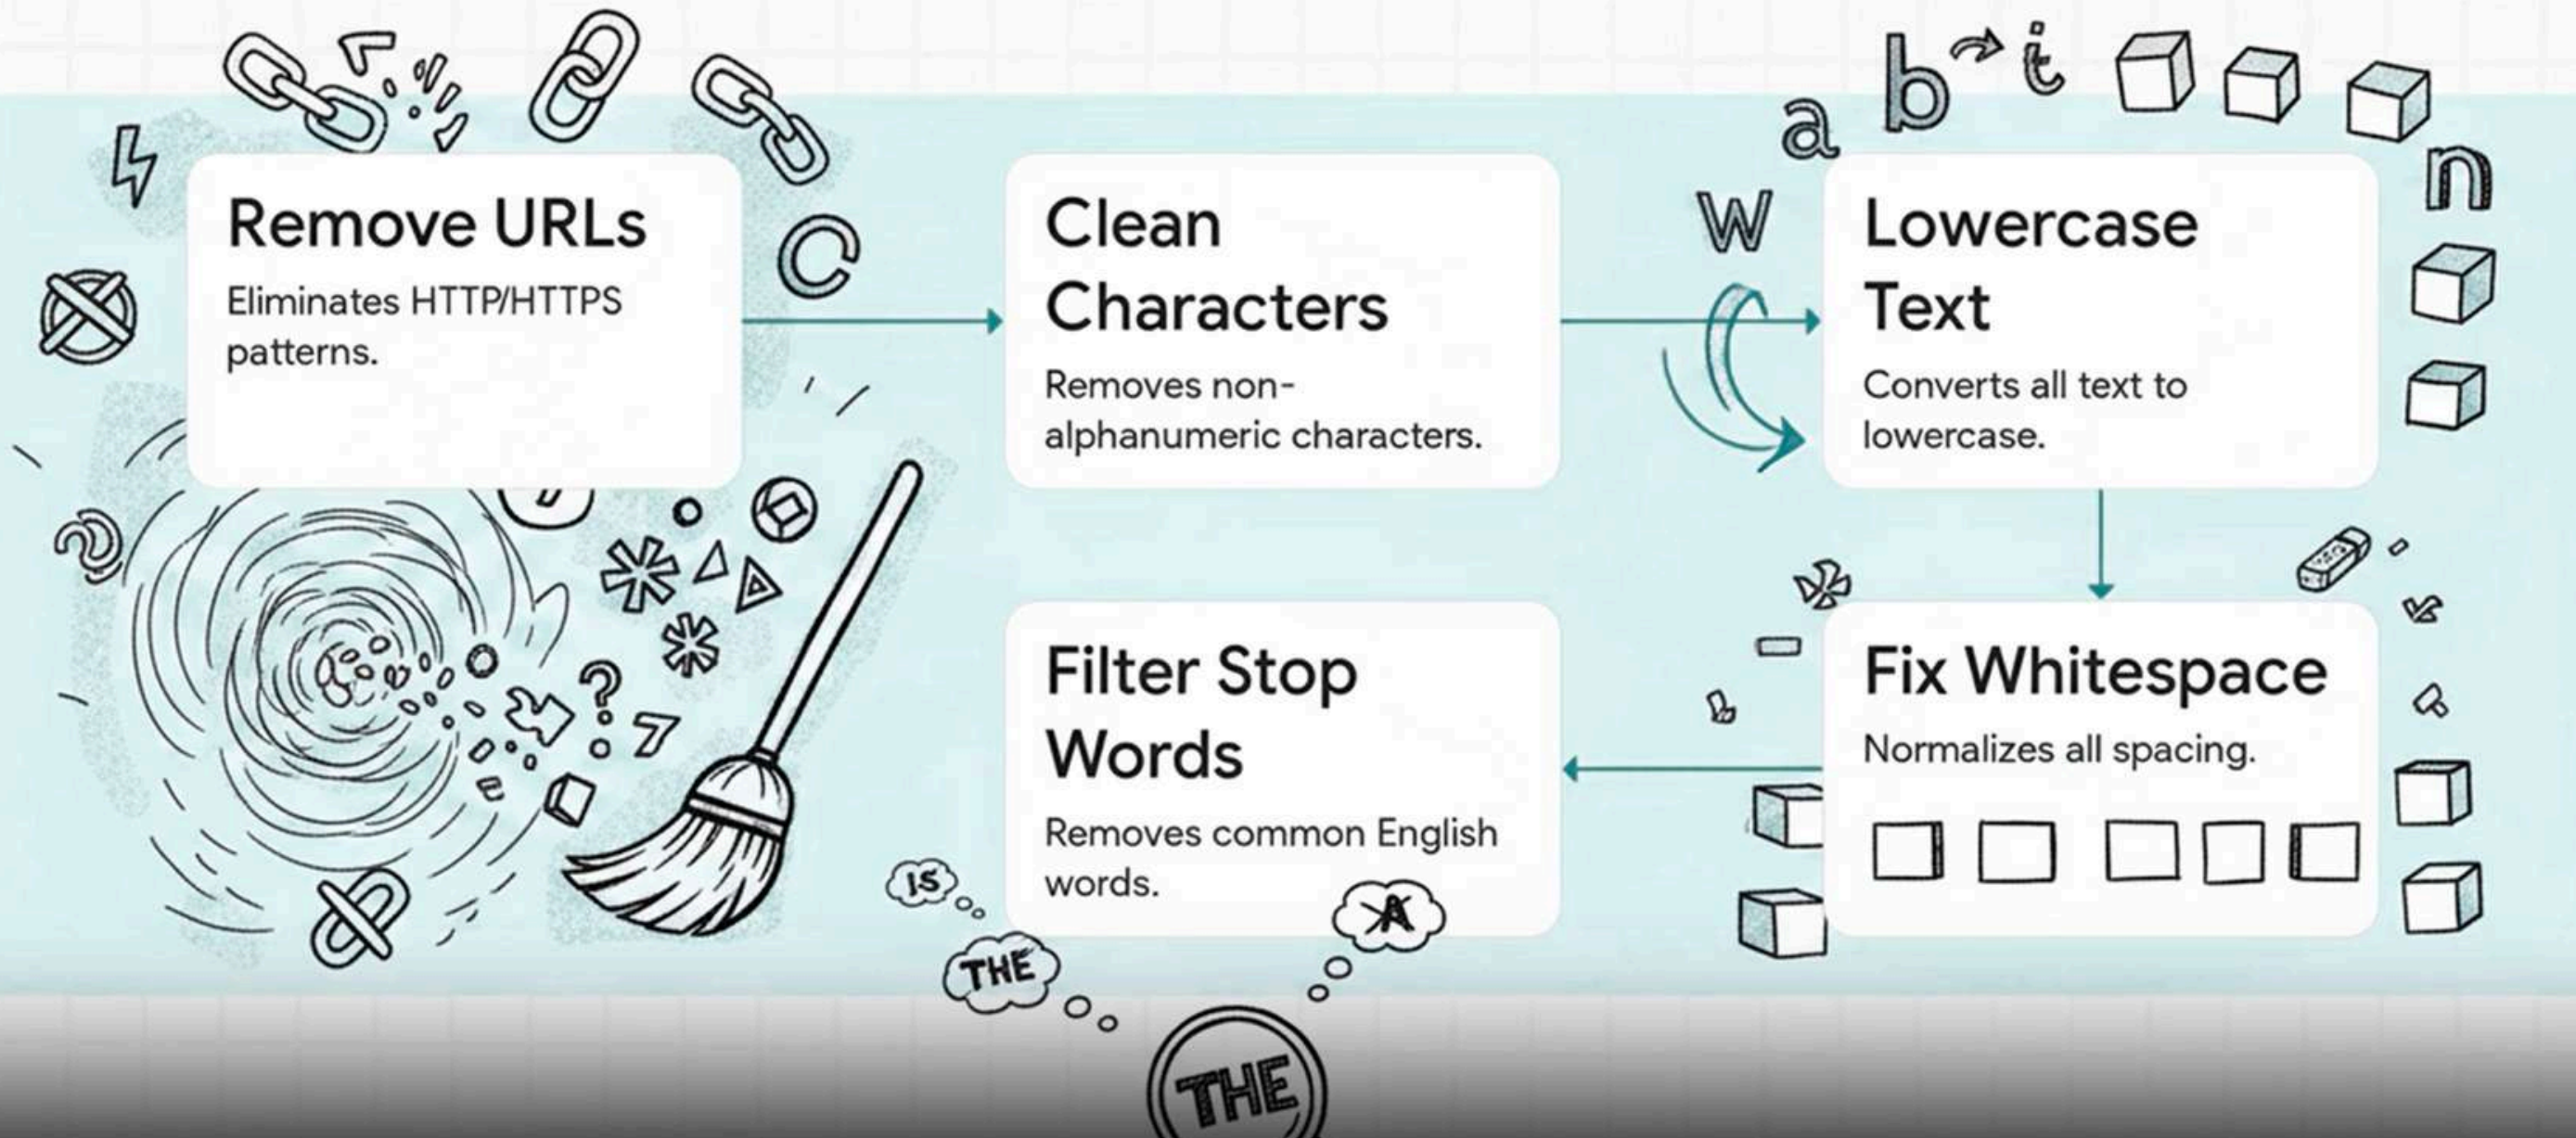 Remove URLs
Eliminates HTTP/HTTPS
patterns.
Clean
Characters
Removes non-
alphanumeric characters.
Lowercase
Text
Converts all text to
lowercase.
Fix Whitespace
Normalizes all spacing.
Filter Stop
Words
Removes common English
words.
a
b
t
w
n
C
?
IS
THE
A
THE